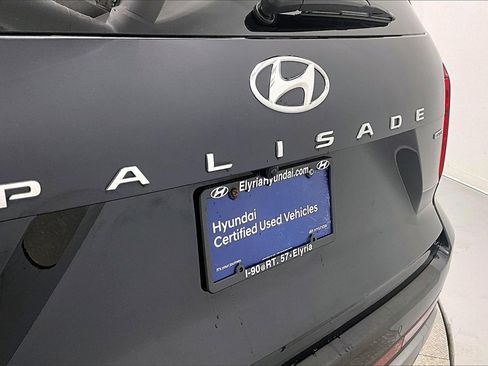 PALISADE
ElyriaHyundai.com
Hyundai
Certified Used Vehicles
I-90@RT. 57•Elyria